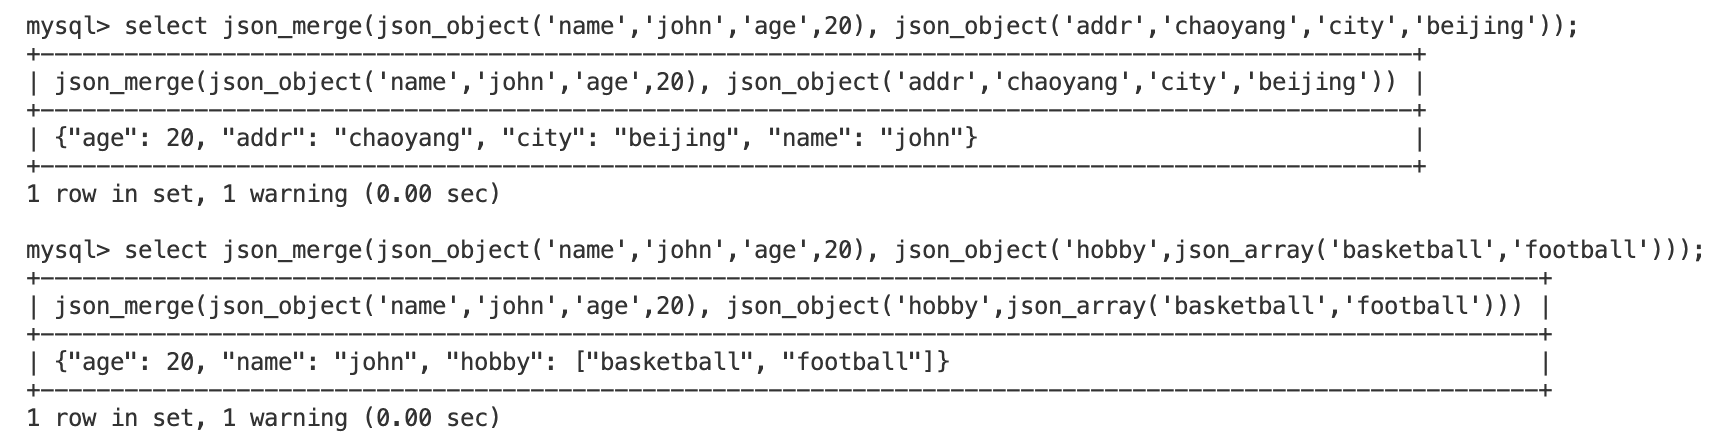 mysql> select json_merge(json_object('name','john','age',20), json_object('addr','chaoyang','city','beijing'));
+--------------------------------------------------------------------------------------------------+
| json_merge(json_object('name','john','age',20), json_object('addr','chaoyang','city','beijing')) |
+--------------------------------------------------------------------------------------------------+
| {"age": 20, "addr": "chaoyang", "city": "beijing", "name": "john"}                               |
+--------------------------------------------------------------------------------------------------+
1 row in set, 1 warning (0.00 sec)
mysql> select json_merge(json_object('name','john','age',20), json_object('hobby',json_array('basketball','football')));
+-----------------------------------------------------------------------------------------------------------+
| json_merge(json_object('name','john','age',20), json_object('hobby',json_array('basketball','football'))) |
+-----------------------------------------------------------------------------------------------------------+
| {"age": 20, "name": "john", "hobby": ["basketball", "football"]}                                          |
+-----------------------------------------------------------------------------------------------------------+
1 row in set, 1 warning (0.00 sec)